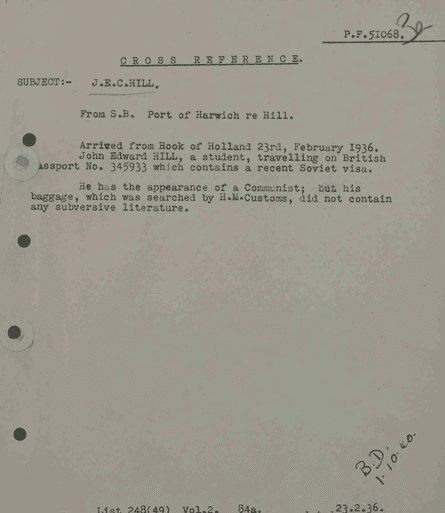 P.F.51068.
CROSS REFERENCE.
SUBJECT:- J.E.C.HILL.
From S.B. Port of Harwich re Hill.
Arrived from Hook of Holland 23rd, February 1936.
John Edward HILL, a student, travelling on British
assport No. 345933 which contains a recent Soviet visa.
He has the appearance of a Communist; but his
baggage, which was searched by H.M.Customs, did not contain
any subversive literature.
B.D.
1.10.40.
List 248(49) Vol.2. 84a. 23.2.36.